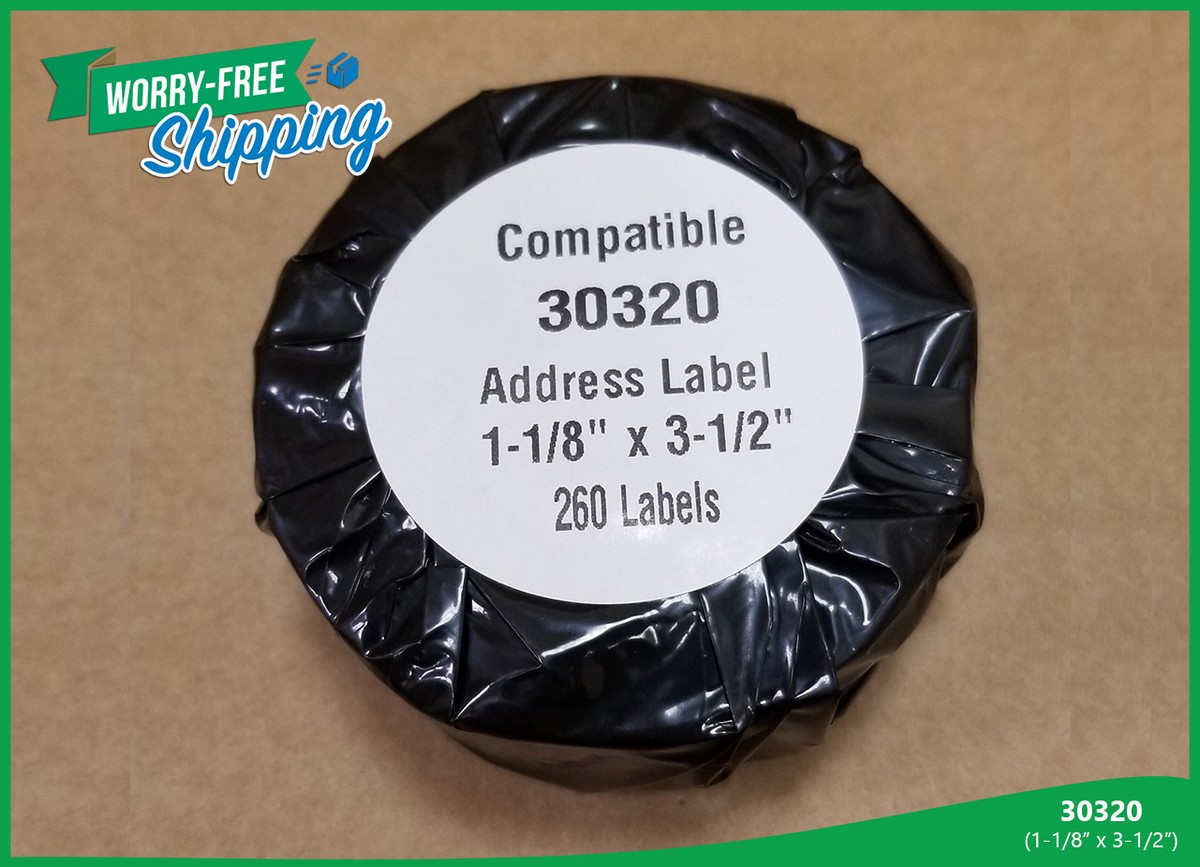 WORRY-FREE
Shipping
Compatible
30320
Address Label
1-1/8" x 3-1/2"
260 Labels
30320
(1-1/8” x 3-1/2”)